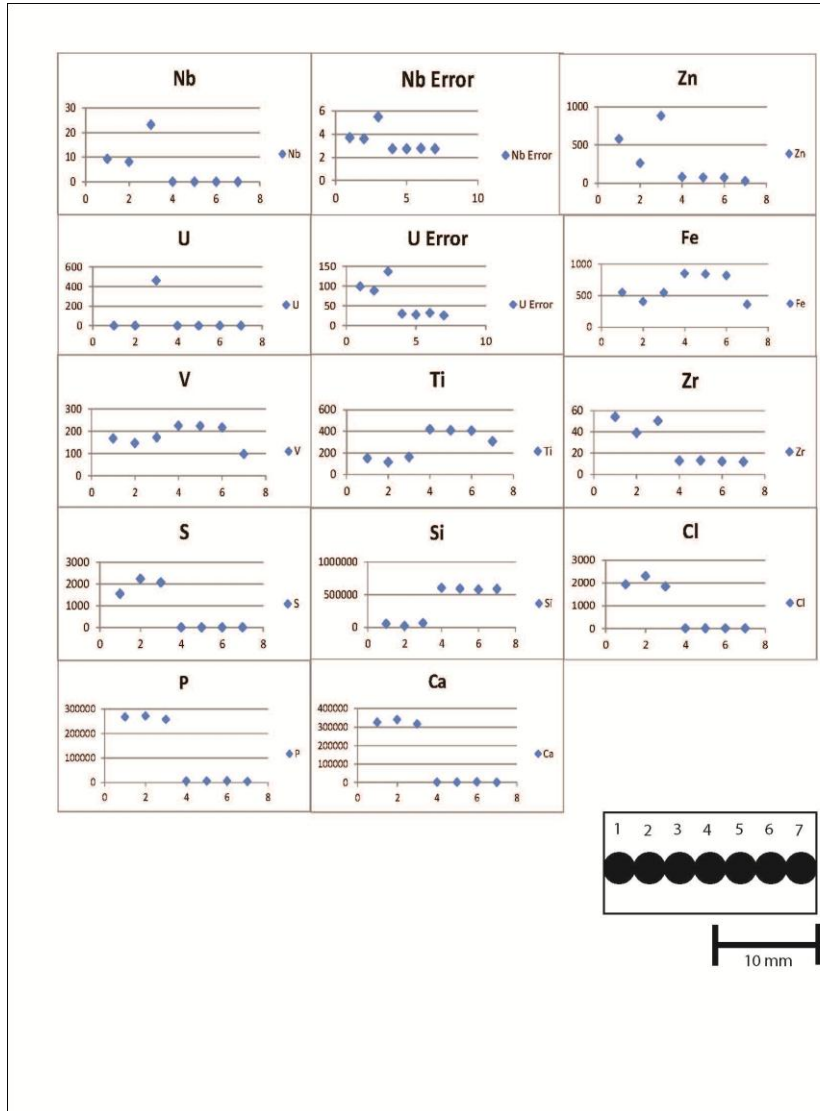 Nb
30
20
10
0
0 2 4 6 8
Nb
Nb Error
6
4
2
0
0 5 10
Nb Error
Zn
1000
500
0
0 2 4 6 8
Zn
U
600
400
200
0
0 2 4 6 8
U
U Error
150
100
50
0
0 5 10
U Error
Fe
1000
500
0
0 2 4 6 8
Fe
V
300
200
100
0
0 2 4 6 8
V
Ti
600
400
200
0
0 2 4 6 8
Ti
Zr
60
40
20
0
0 2 4 6 8
Zr
S
3000
2000
1000
0
0 2 4 6 8
S
Si
1000000
500000
0
0 2 4 6 8
Si
Cl
3000
2000
1000
0
0 2 4 6 8
Cl
P
300000
200000
100000
0
0 2 4 6 8
P
Ca
400000
300000
200000
100000
0
0 2 4 6 8
Ca
1 2 3 4 5 6 7
10 mm